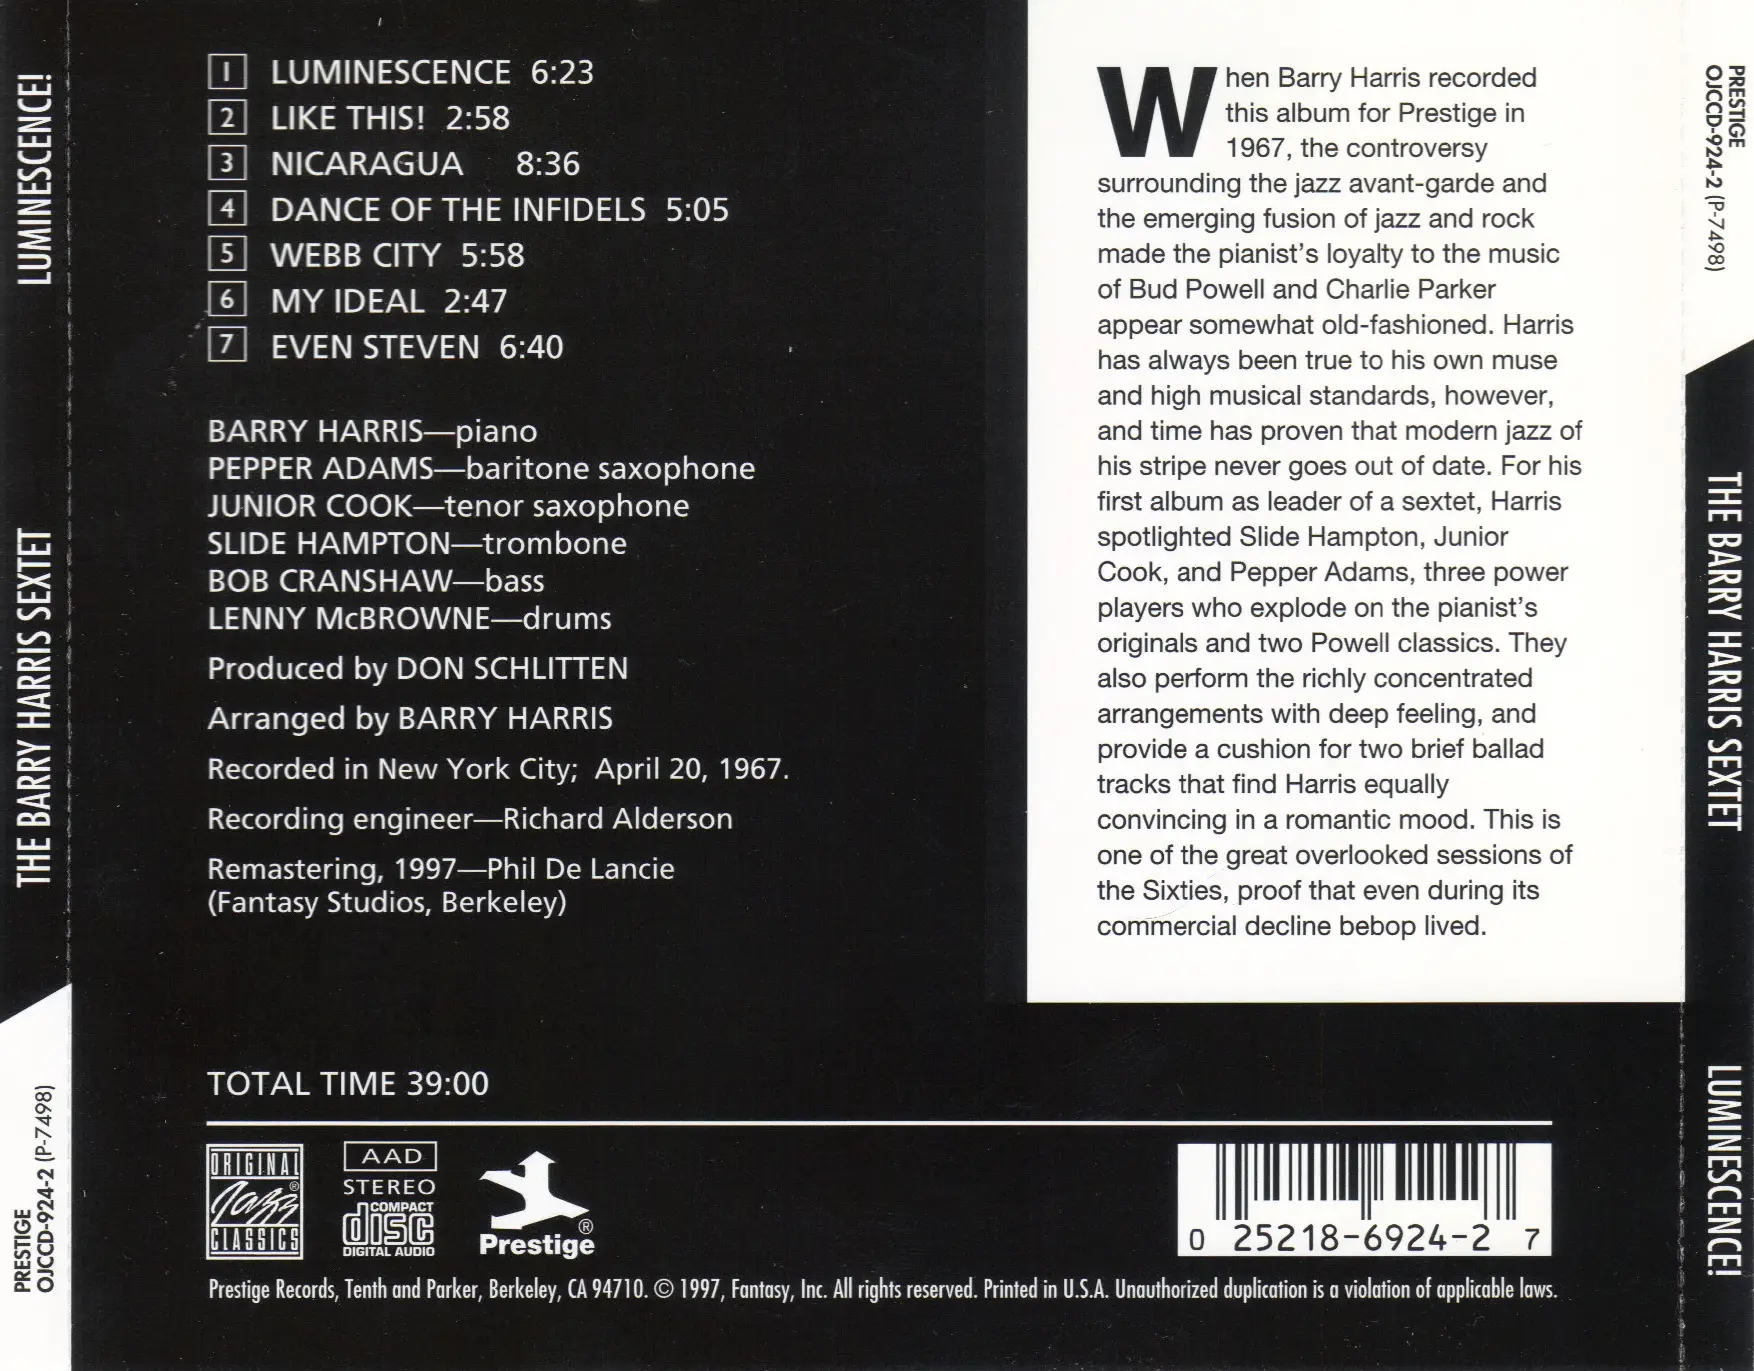 LUMINESCENCE!
THE BARRY HARRIS SEXTET
PRESTIGE
OJCCD-924-2 (P-7498)
1 LUMINESCENCE 6:23
2 LIKE THIS! 2:58
3 NICARAGUA 8:36
4 DANCE OF THE INFIDELS 5:05
5 WEBB CITY 5:58
6 MY IDEAL 2:47
7 EVEN STEVEN 6:40
BARRY HARRIS—piano
PEPPER ADAMS—baritone saxophone
JUNIOR COOK—tenor saxophone
SLIDE HAMPTON—trombone
BOB CRANSHAW—bass
LENNY McBROWNE—drums
Produced by DON SCHLITTEN
Arranged by BARRY HARRIS
Recorded in New York City; April 20, 1967.
Recording engineer—Richard Alderson
Remastering, 1997—Phil De Lancie
(Fantasy Studios, Berkeley)
TOTAL TIME 39:00
When Barry Harris recorded
this album for Prestige in
1967, the controversy
surrounding the jazz avant-garde and
the emerging fusion of jazz and rock
made the pianist's loyalty to the music
of Bud Powell and Charlie Parker
appear somewhat old-fashioned. Harris
has always been true to his own muse
and high musical standards, however,
and time has proven that modern jazz of
his stripe never goes out of date. For his
first album as leader of a sextet, Harris
spotlighted Slide Hampton, Junior
Cook, and Pepper Adams, three power
players who explode on the pianist's
originals and two Powell classics. They
also perform the richly concentrated
arrangements with deep feeling, and
provide a cushion for two brief ballad
tracks that find Harris equally
convincing in a romantic mood. This is
one of the great overlooked sessions of
the Sixties, proof that even during its
commercial decline bebop lived.
ORIGINAL
Jazz®
CLASSICS
AAD
STEREO
COMPACT
disc
DIGITAL AUDIO
Prestige®
0 25218-6924-2 7
Prestige Records, Tenth and Parker, Berkeley, CA 94710. © 1997, Fantasy, Inc. All rights reserved. Printed in U.S.A. Unauthorized duplication is a violation of applicable laws.
PRESTIGE
OJCCD-924-2 (P-7498)
THE BARRY HARRIS SEXTET
LUMINESCENCE!